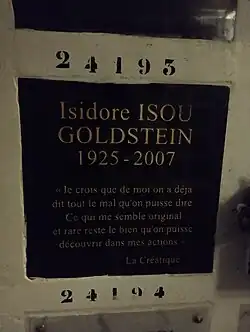 24193
Isidore ISOU
GOLDSTEIN
1925 - 2007
« Je crois que de moi on a déja
dit tout le mal qu'on puisse dire
Ce qui me semble original
et rare reste le bien qu'on puisse
découvrir dans mes actions »
La Créatique
24194